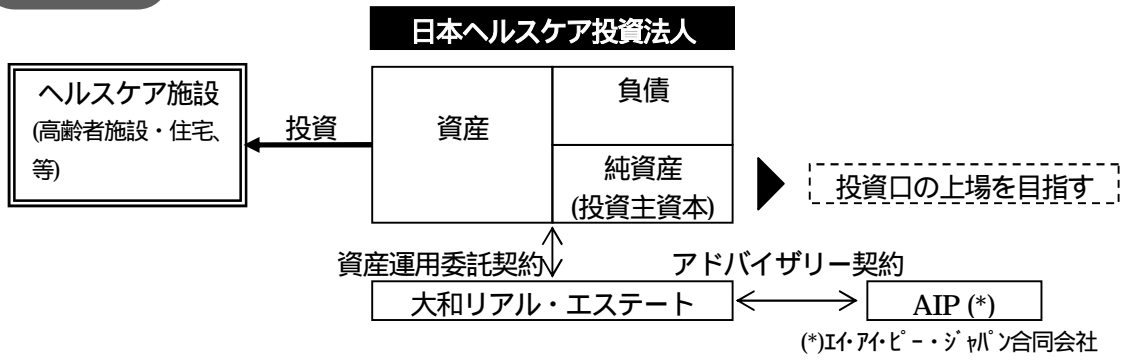 日本ヘルスケア投資法人
ヘルスケア施設
(高齢者施設・住宅、
等)
投資
資産
負債
純資産
(投資主資本)
投資口の上場を目指す
資産運用委託契約
アドバイザリー契約
大和リアル・エステート
AIP (*)
(*)ｴｲ･ｱｲ･ﾋﾟｰ･ｼﾞｬﾊﾟﾝ合同会社